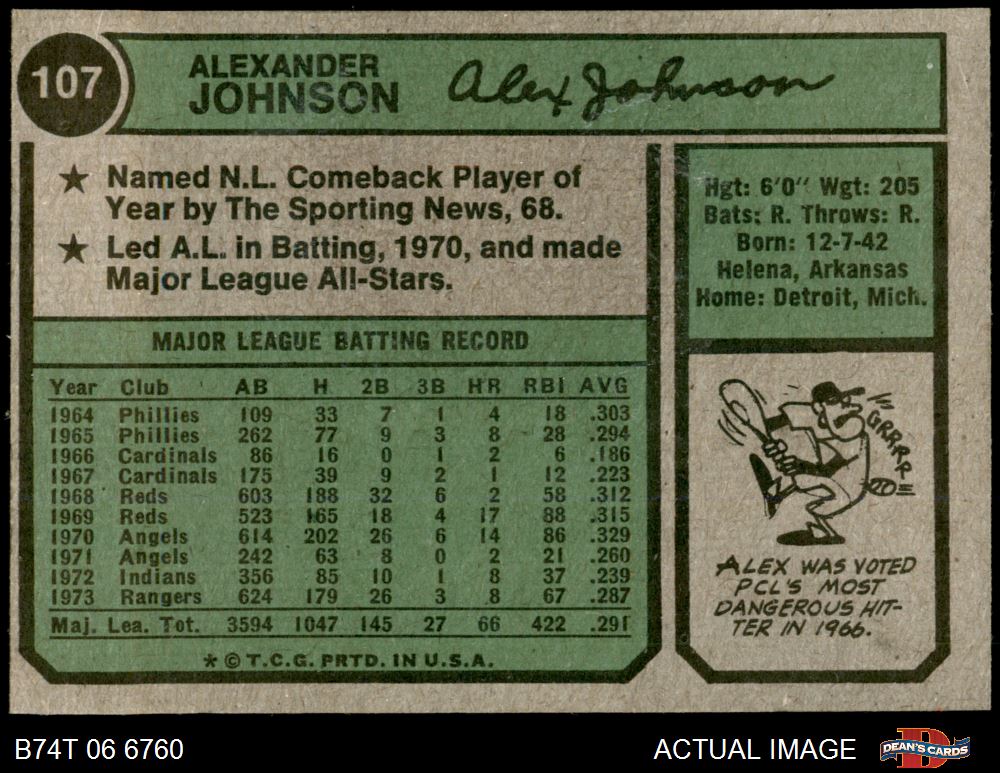 107
ALEXANDER
JOHNSON
Alex Johnson
★ Named N.L. Comeback Player of
Year by The Sporting News, 68.
★ Led A.L. in Batting, 1970, and made
Major League All-Stars.
Hgt: 6'0" Wgt: 205
Bats: R. Throws: R.
Born: 12-7-42
Helena, Arkansas
Home: Detroit, Mich.
MAJOR LEAGUE BATTING RECORD
Year Club AB H 2B 3B HR RBI AVG
1964 Phillies 109 33 7 1 4 18 .303
1965 Phillies 262 77 9 3 8 28 .294
1966 Cardinals 86 16 0 1 2 6 .186
1967 Cardinals 175 39 9 2 1 12 .223
1968 Reds 603 188 32 6 2 58 .312
1969 Reds 523 165 18 4 17 88 .315
1970 Angels 614 202 26 6 14 86 .329
1971 Angels 242 63 8 0 2 21 .260
1972 Indians 356 85 10 1 8 37 .239
1973 Rangers 624 179 26 3 8 67 .287
Maj. Lea. Tot. 3594 1047 145 27 66 422 .291
★ © T.C.G. PRTD. IN U.S.A.
GRRRR
ALEX WAS VOTED
PCL'S MOST
DANGEROUS HIT-
TER IN 1966.
B74T 06 6760
ACTUAL IMAGE
DEAN'S CARDS